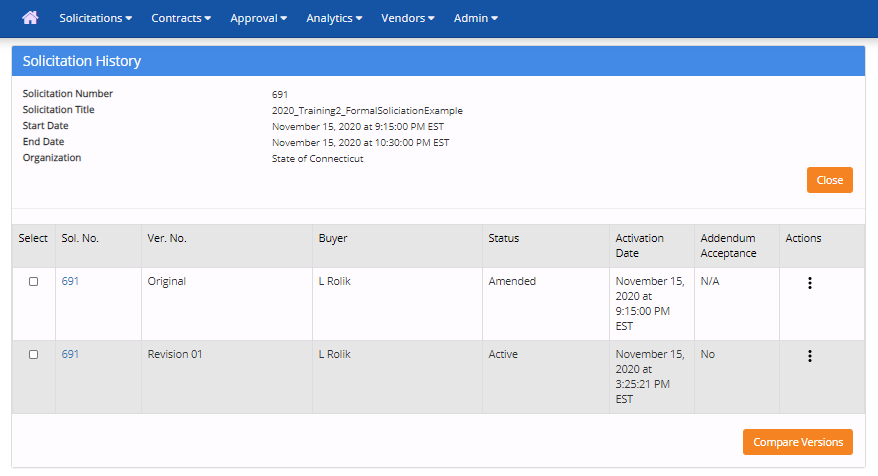 Solicitations Contracts Approval Analytics Vendors Admin
Solicitation History
Solicitation Number 691
Solicitation Title 2020_Training2_FormalSoliciationExample
Start Date November 15, 2020 at 9:15:00 PM EST
End Date November 15, 2020 at 10:30:00 PM EST
Organization State of Connecticut
Close
Select Sol. No. Ver. No. Buyer Status Activation Date Addendum Acceptance Actions
691 Original L Rolik Amended November 15, 2020 at 9:15:00 PM EST N/A
691 Revision 01 L Rolik Active November 15, 2020 at 3:25:21 PM EST No
Compare Versions